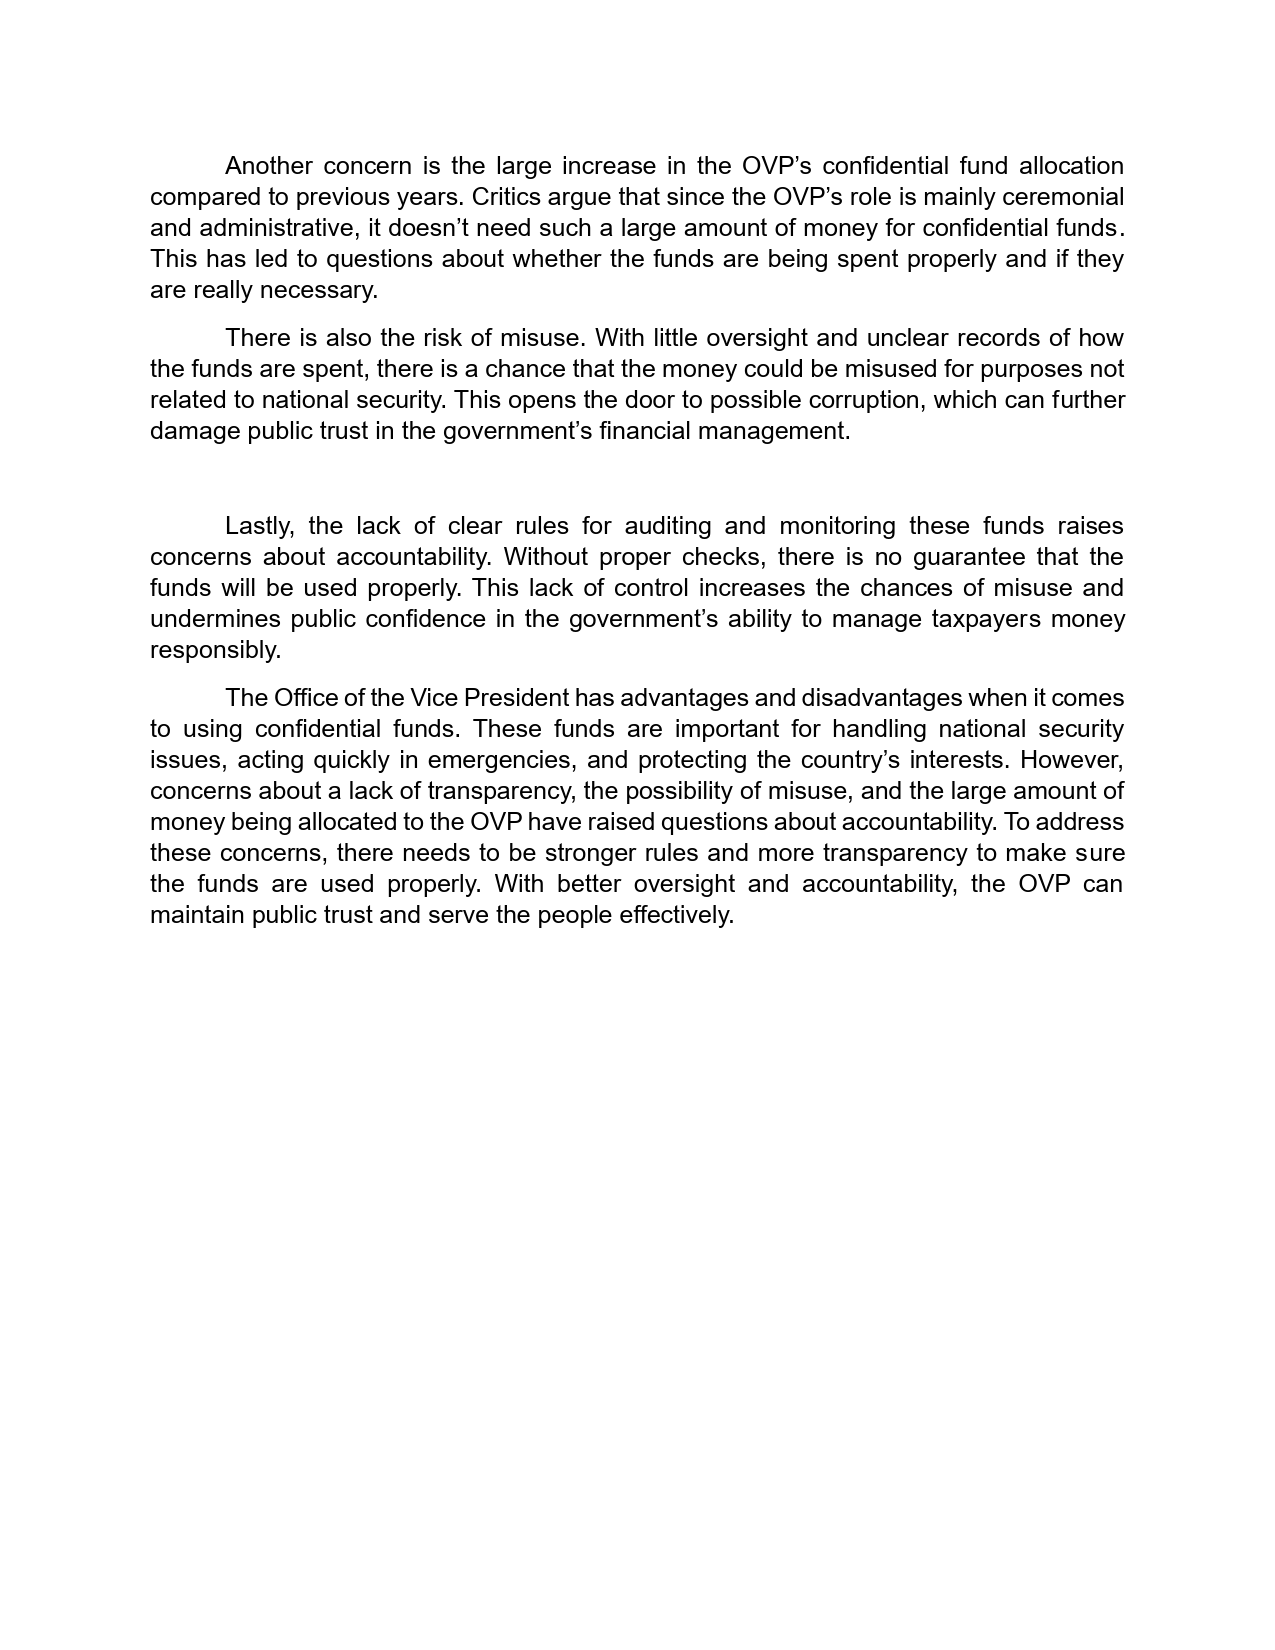 Another concern is the large increase in the OVP’s confidential fund allocation
compared to previous years. Critics argue that since the OVP’s role is mainly ceremonial
and administrative, it doesn’t need such a large amount of money for confidential funds.
This has led to questions about whether the funds are being spent properly and if they
are really necessary.
There is also the risk of misuse. With little oversight and unclear records of how
the funds are spent, there is a chance that the money could be misused for purposes not
related to national security. This opens the door to possible corruption, which can further
damage public trust in the government’s financial management.
Lastly, the lack of clear rules for auditing and monitoring these funds raises
concerns about accountability. Without proper checks, there is no guarantee that the
funds will be used properly. This lack of control increases the chances of misuse and
undermines public confidence in the government’s ability to manage taxpayers money
responsibly.
The Office of the Vice President has advantages and disadvantages when it comes
to using confidential funds. These funds are important for handling national security
issues, acting quickly in emergencies, and protecting the country’s interests. However,
concerns about a lack of transparency, the possibility of misuse, and the large amount of
money being allocated to the OVP have raised questions about accountability. To address
these concerns, there needs to be stronger rules and more transparency to make sure
the funds are used properly. With better oversight and accountability, the OVP can
maintain public trust and serve the people effectively.